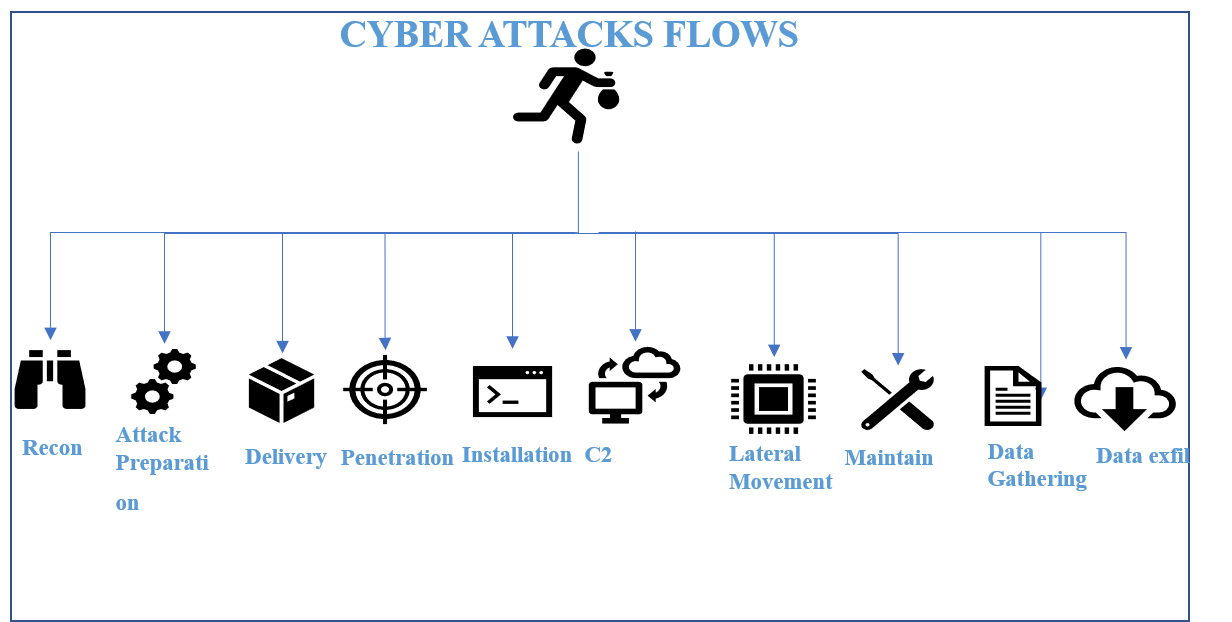 CYBER ATTACKS FLOWS
Recon
Attack
Preparati
on
Delivery
Penetration
Installation
C2
Lateral
Movement
Maintain
Data
Gathering
Data exfil